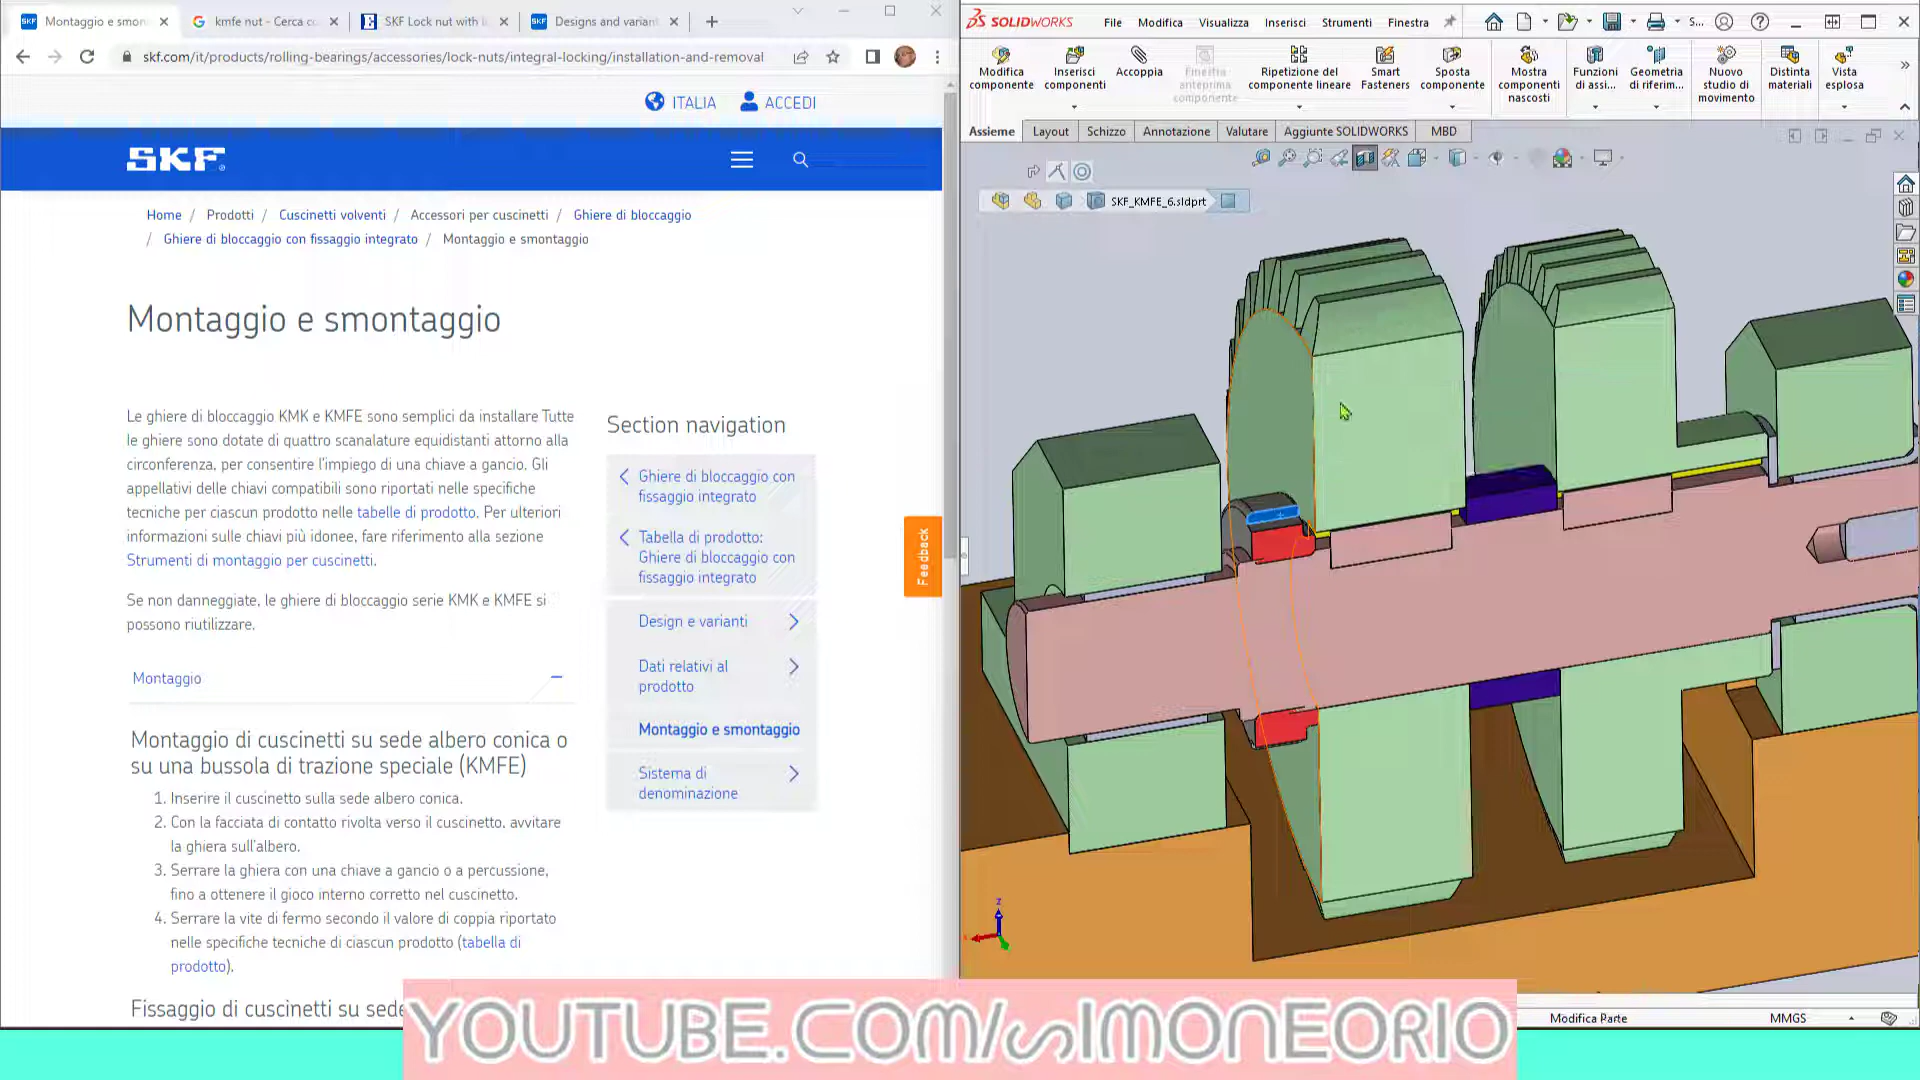 Montaggio e smon
kmfe nut - Cerca co
SKF Lock nut with
Designs and varian
skf.com/it/products/rolling-bearings/accessories/lock-nuts/integral-locking/installation-and-removal
ITALIA
ACCEDI
SKF
Home / Prodotti / Cuscinetti volventi / Accessori per cuscinetti / Ghiere di bloccaggio
/ Ghiere di bloccaggio con fissaggio integrato / Montaggio e smontaggio
Montaggio e smontaggio
Le ghiere di bloccaggio KMK e KMFE sono semplici da installare Tutte
le ghiere sono dotate di quattro scanalature equidistanti attorno alla
circonferenza, per consentire l'impiego di una chiave a gancio. Gli
appellativi delle chiavi compatibili sono riportati nelle specifiche
tecniche per ciascun prodotto nelle tabelle di prodotto. Per ulteriori
informazioni sulle chiavi più idonee, fare riferimento alla sezione
Strumenti di montaggio per cuscinetti.
Se non danneggiate, le ghiere di bloccaggio serie KMK e KMFE si
possono riutilizzare.
Montaggio
Montaggio di cuscinetti su sede albero conica o
su una bussola di trazione speciale (KMFE)
1. Inserire il cuscinetto sulla sede albero conica.
2. Con la facciata di contatto rivolta verso il cuscinetto, avvitare
la ghiera sull'albero.
3. Serrare la ghiera con una chiave a gancio o a percussione,
fino a ottenere il gioco interno corretto nel cuscinetto.
4. Serrare la vite di fermo secondo il valore di coppia riportato
nelle specifiche tecniche di ciascun prodotto (tabella di
prodotto).
Fissaggio di cuscinetti su sede
Section navigation
Ghiere di bloccaggio con
fissaggio integrato
Tabella di prodotto:
Ghiere di bloccaggio con
fissaggio integrato
Design e varianti
Dati relativi al
prodotto
Montaggio e smontaggio
Sistema di
denominazione
Feedback
SOLIDWORKS
File
Modifica
Visualizza
Inserisci
Strumenti
Finestra
S...
Modifica
componente
Inserisci
componenti
Accoppia
Finestra
anteprima
componente
Ripetizione del
componente lineare
Smart
Fasteners
Sposta
componente
Mostra
componenti
nascosti
Funzioni
di assi...
Geometria
di riferim...
Nuovo
studio di
movimento
Distinta
materiali
Vista
esplosa
Assieme
Layout
Schizzo
Annotazione
Valutare
Aggiunte SOLIDWORKS
MBD
SKF_KMFE_6.sldprt
z
Modifica Parte
MMGS
YOUTUBE.COM/SIMONEORIO